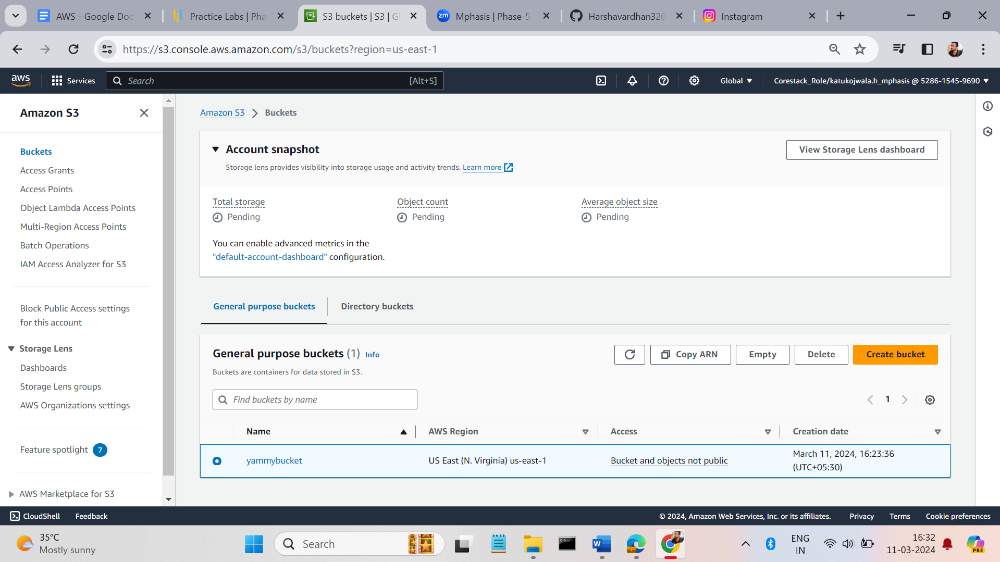 AWS - Google Doc
Practice Labs | Pha
S3 buckets | S3 | Gl
zm
Mphasis | Phase-5
Harshavardhan320
Instagram
https://s3.console.aws.amazon.com/s3/buckets?region=us-east-1
aws
Services
Search
[Alt+S]
Global
Corestack_Role/katukojwala.h_mphasis @ 5286-1545-9690
Amazon S3
Buckets
Access Grants
Access Points
Object Lambda Access Points
Multi-Region Access Points
Batch Operations
IAM Access Analyzer for S3
Block Public Access settings
for this account
Storage Lens
Dashboards
Storage Lens groups
AWS Organizations settings
Feature spotlight 7
AWS Marketplace for S3
Amazon S3 > Buckets
Account snapshot
View Storage Lens dashboard
Storage lens provides visibility into storage usage and activity trends. Learn more
Total storage
Pending
Object count
Pending
Average object size
Pending
You can enable advanced metrics in the
"default-account-dashboard" configuration.
General purpose buckets
Directory buckets
General purpose buckets (1) Info
Copy ARN
Empty
Delete
Create bucket
Buckets are containers for data stored in S3.
Find buckets by name
1
Name
AWS Region
Access
Creation date
yammybucket
US East (N. Virginia) us-east-1
Bucket and objects not public
March 11, 2024, 16:23:36
(UTC+05:30)
CloudShell
Feedback
© 2024, Amazon Web Services, Inc. or its affiliates.
Privacy
Terms
Cookie preferences
35°C
Mostly sunny
Search
W
ENG
IN
16:32
11-03-2024
PRE